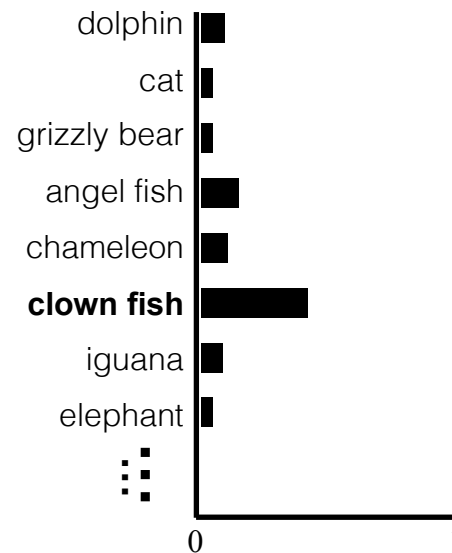 dolphin
cat
grizzly bear
angel fish
chameleon
clown fish
iguana
elephant
0